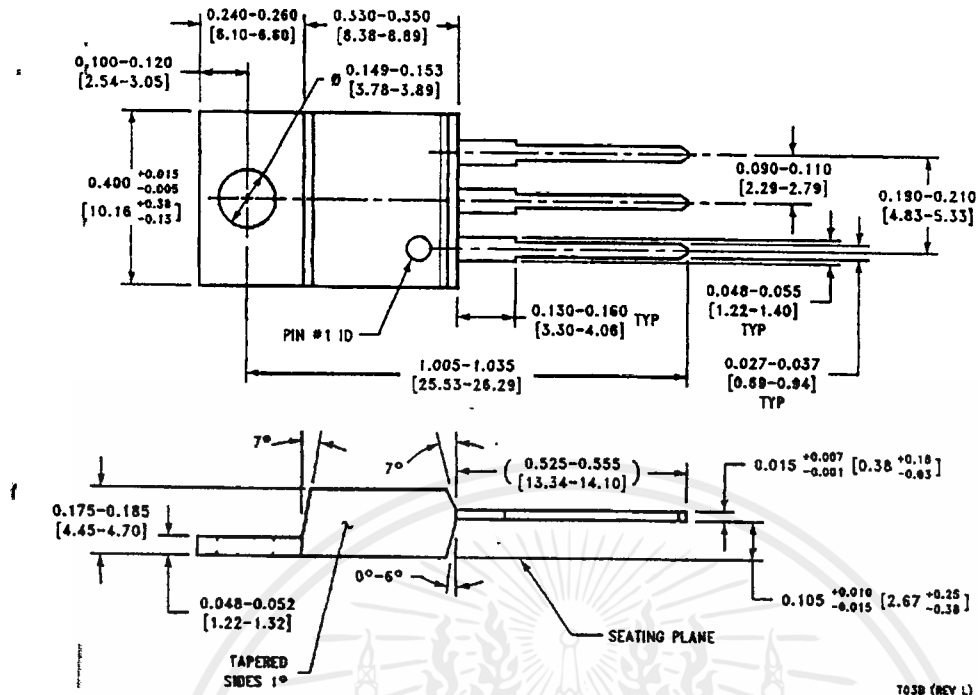 0.240-0.260
[6.10-6.60]
0.330-0.350
[8.38-8.89]
0.100-0.120
[2.54-3.05]
Ø 0.149-0.153
[3.78-3.89]
0.400 +0.015 -0.005
[10.16 +0.38 -0.13]
0.090-0.110
[2.29-2.79]
0.190-0.210
[4.83-5.33]
0.048-0.055
[1.22-1.40]
TYP
0.130-0.160 TYP
[3.30-4.06]
PIN #1 ID
1.005-1.035
[25.53-26.29]
0.027-0.037
[0.69-0.94]
TYP
7°
7°
( 0.525-0.555 )
[13.34-14.10]
0.015 +0.007 -0.001 [0.38 +0.18 -0.03]
0.175-0.185
[4.45-4.70]
0°-6°
0.048-0.052
[1.22-1.32]
0.105 +0.010 -0.015 [2.67 +0.25 -0.38]
SEATING PLANE
TAPERED
SIDES 1°
T03B (REV L)